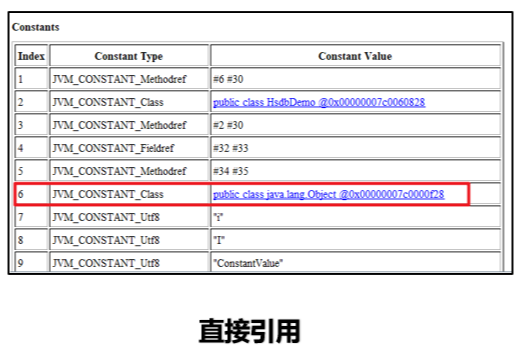 Constants
Index Constant Type Constant Value
1 JVM_CONSTANT_Methodref #6 #30
2 JVM_CONSTANT_Class public class HsdbDemo @0x00000007c0060828
3 JVM_CONSTANT_Methodref #2 #30
4 JVM_CONSTANT_Fieldref #32 #33
5 JVM_CONSTANT_Methodref #34 #35
6 JVM_CONSTANT_Class public class java.lang.Object @0x00000007c0000f28
7 JVM_CONSTANT_Utf8 "i"
8 JVM_CONSTANT_Utf8 "I"
9 JVM_CONSTANT_Utf8 "ConstantValue"
直接引用